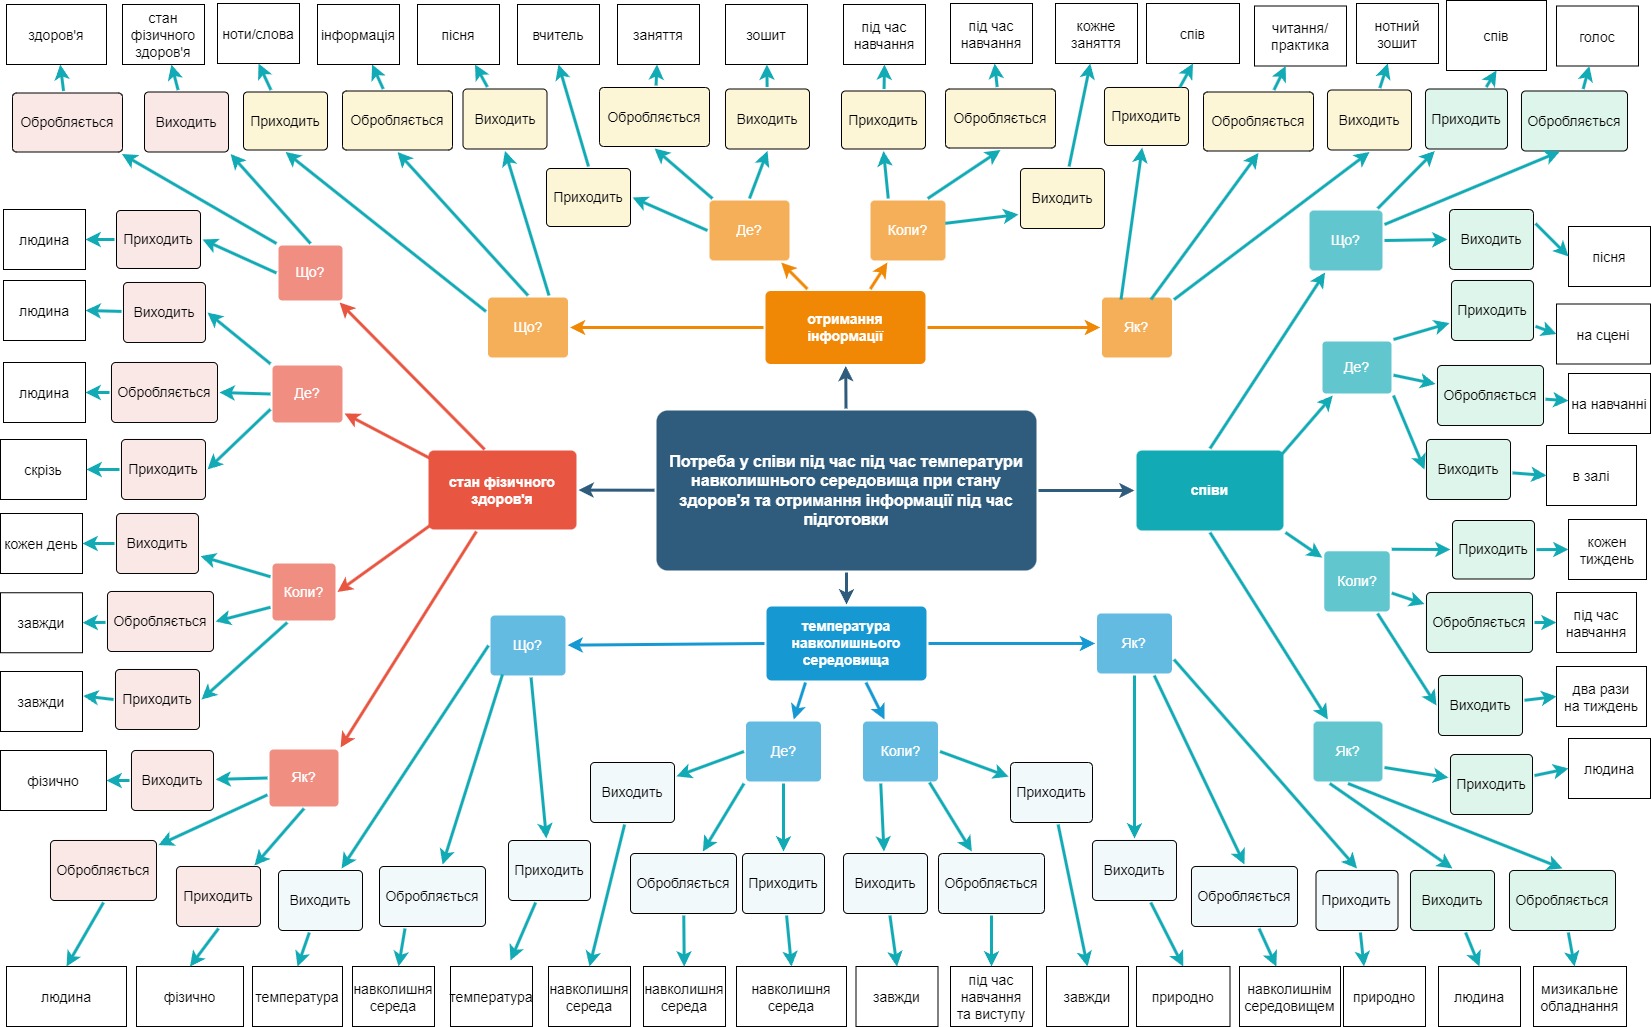 здоров'я
стан
фізичного
здоров'я
ноти/слова
інформація
пісня
вчитель
заняття
зошит
під час
навчання
під час
навчання
кожне
заняття
спів
читання/
практика
нотний
зошит
спів
голос
Обробляється
Виходить
Приходить
Обробляється
Виходить
Обробляється
Виходить
Приходить
Обробляється
Приходить
Обробляється
Виходить
Приходить
Обробляється
Приходить
Виходить
людина
Приходить
Що?
Де?
Коли?
Що?
Виходить
пісня
людина
Виходить
Що?
отримання
інформації
Як?
Приходить
на сцені
Де?
людина
Обробляється
Де?
Обробляється
на навчанні
скрізь
Приходить
Виходить
в залі
стан фізичного
здоров'я
Потреба у співи під час під час температури
навколишнього середовища при стану
здоров'я та отримання інформації під час
підготовки
співи
кожен день
Виходить
Приходить
кожен
тиждень
Коли?
Коли?
завжди
Обробляється
Обробляється
під час
навчання
Що?
температура
навколишнього
середовища
Як?
завжди
Приходить
Виходить
два рази
на тиждень
фізично
Виходить
Як?
Де?
Коли?
Як?
Приходить
людина
Виходить
Приходить
Обробляється
Приходить
Виходить
Обробляється
Приходить
Обробляється
Приходить
Виходить
Обробляється
Виходить
Обробляється
Приходить
Виходить
Обробляється
людина
фізично
температура
навколишня
середа
температура
навколишня
середа
навколишня
середа
навколишня
середа
завжди
під час
навчання
та виступу
завжди
природно
навколишнім
середовищем
природно
людина
мизикальне
обладнання